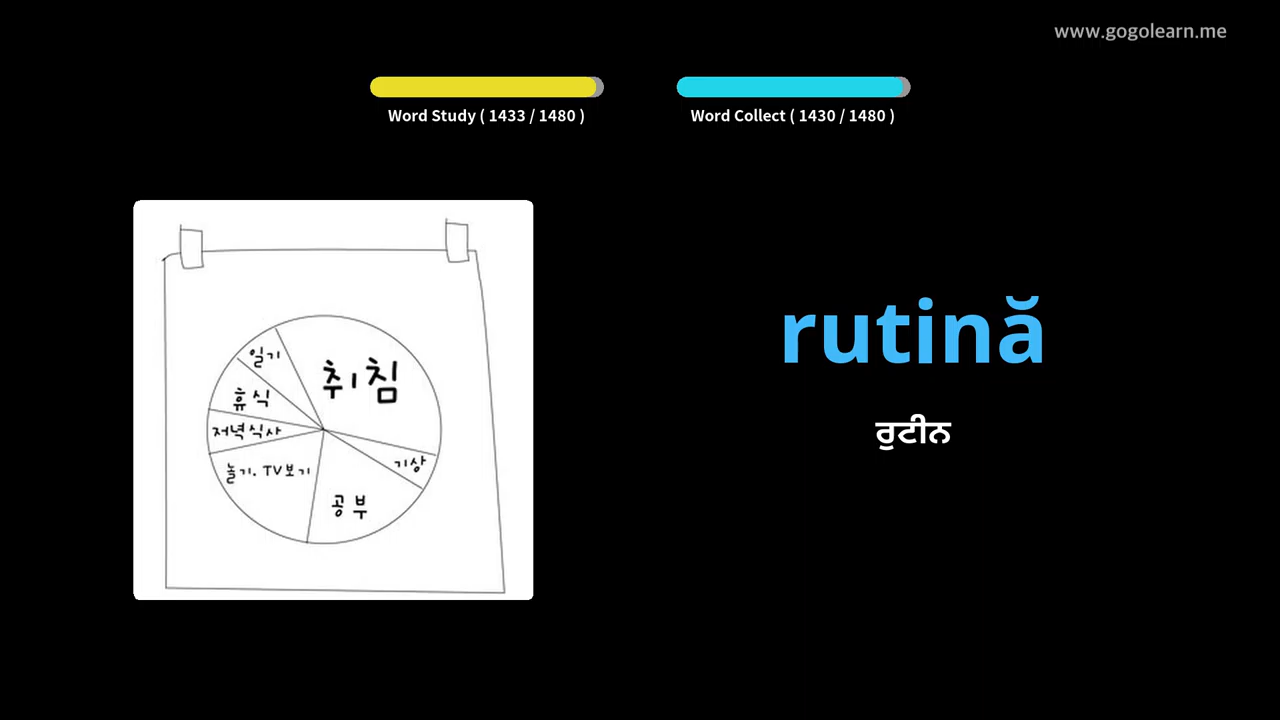 www.gogolearn.me
Word Study ( 1433 / 1480 )
Word Collect ( 1430 / 1480 )
일기
취침
휴식
저녁식사
놀기. TV보기
기상
공부
rutină
ਰੁਟੀਨ